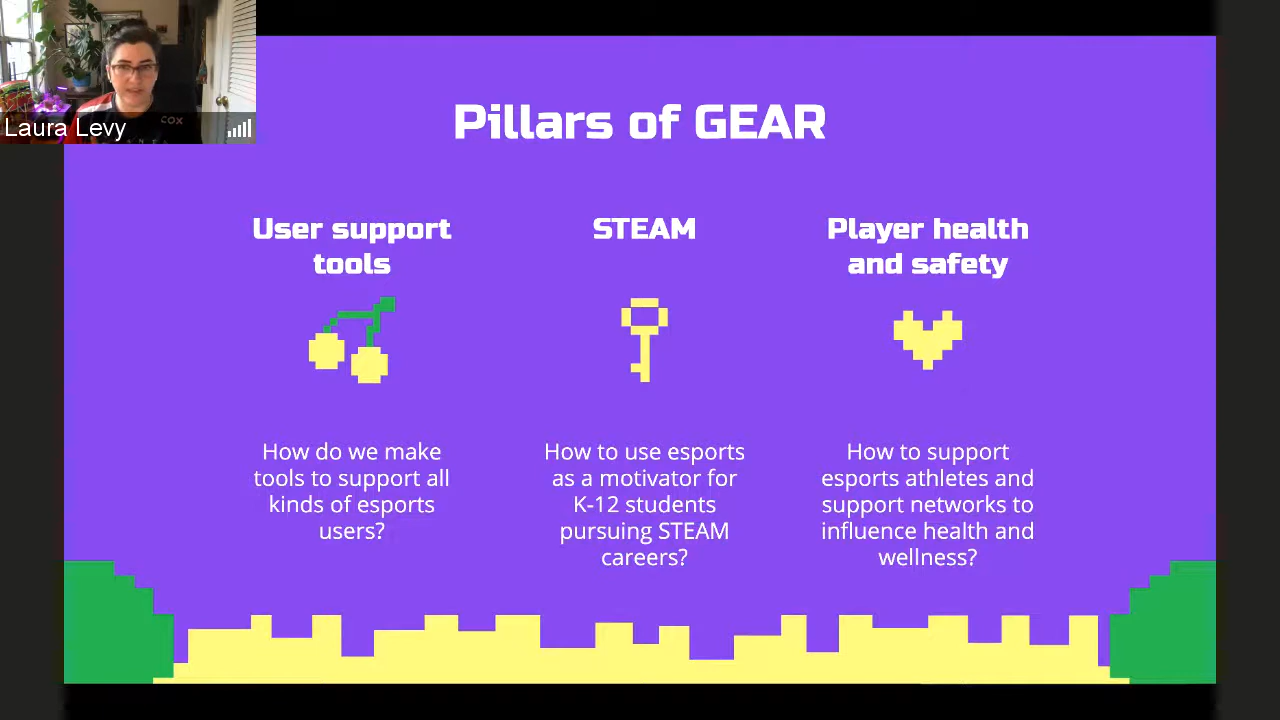 Laura Levy
COX
Pillars of GEAR
User support
tools
STEAM
Player health
and safety
How do we make
tools to support all
kinds of esports
users?
How to use esports
as a motivator for
K-12 students
pursuing STEAM
careers?
How to support
esports athletes and
support networks to
influence health and
wellness?